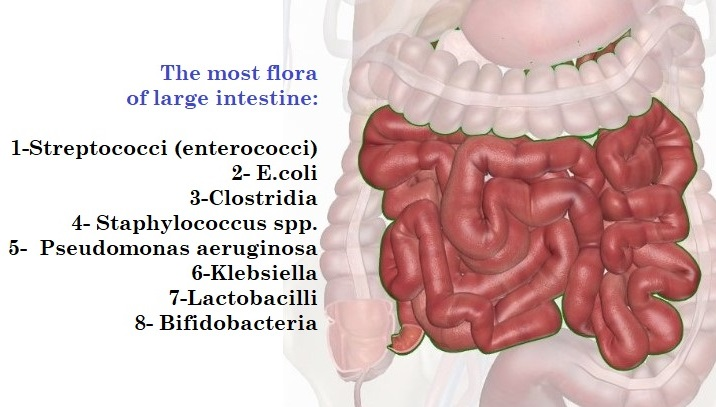 The most flora
of large intestine:
1-Streptococci (enterococci)
2- E.coli
3-Clostridia
4- Staphylococcus spp.
5-  Pseudomonas aeruginosa
6-Klebsiella
7-Lactobacilli
8- Bifidobacteria